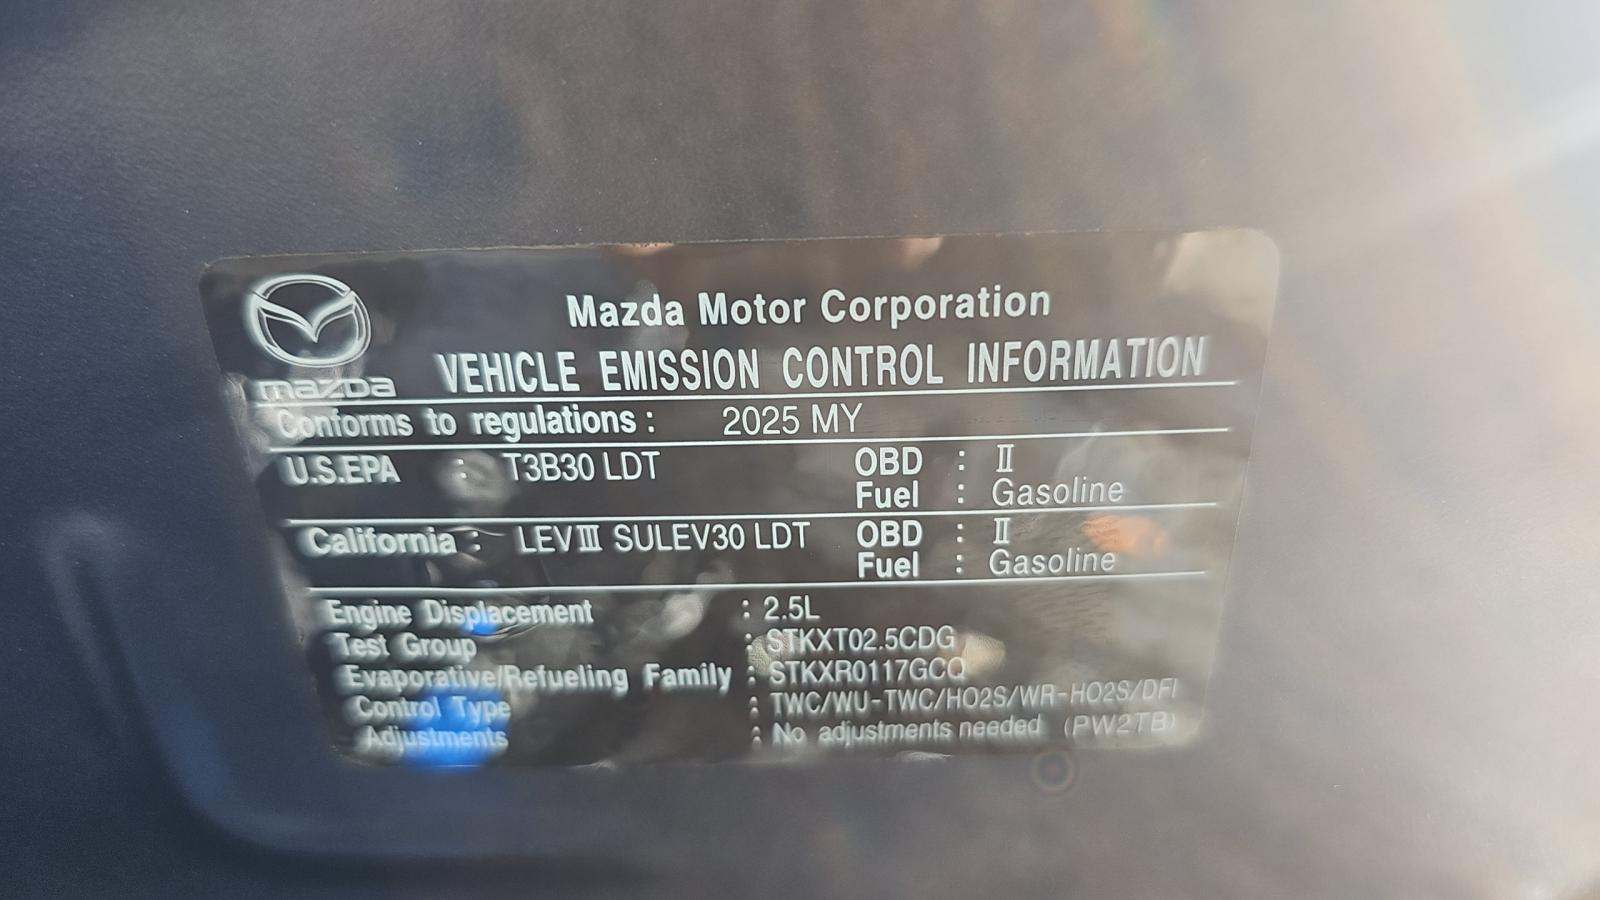 mazda
Mazda Motor Corporation
VEHICLE EMISSION CONTROL INFORMATION
Conforms to regulations : 2025 MY
U.S.EPA : T3B30 LDT OBD : Ⅱ
Fuel : Gasoline
California : LEVⅢ SULEV30 LDT OBD : Ⅱ
Fuel : Gasoline
Engine Displacement : 2.5L
Test Group : STKXT02.5CDG
Evaporative/Refueling Family : STKXR0117GCQ
Control Type : TWC/WU-TWC/HO2S/WR-HO2S/DFI
Adjustments : No adjustments needed (PW2TB)